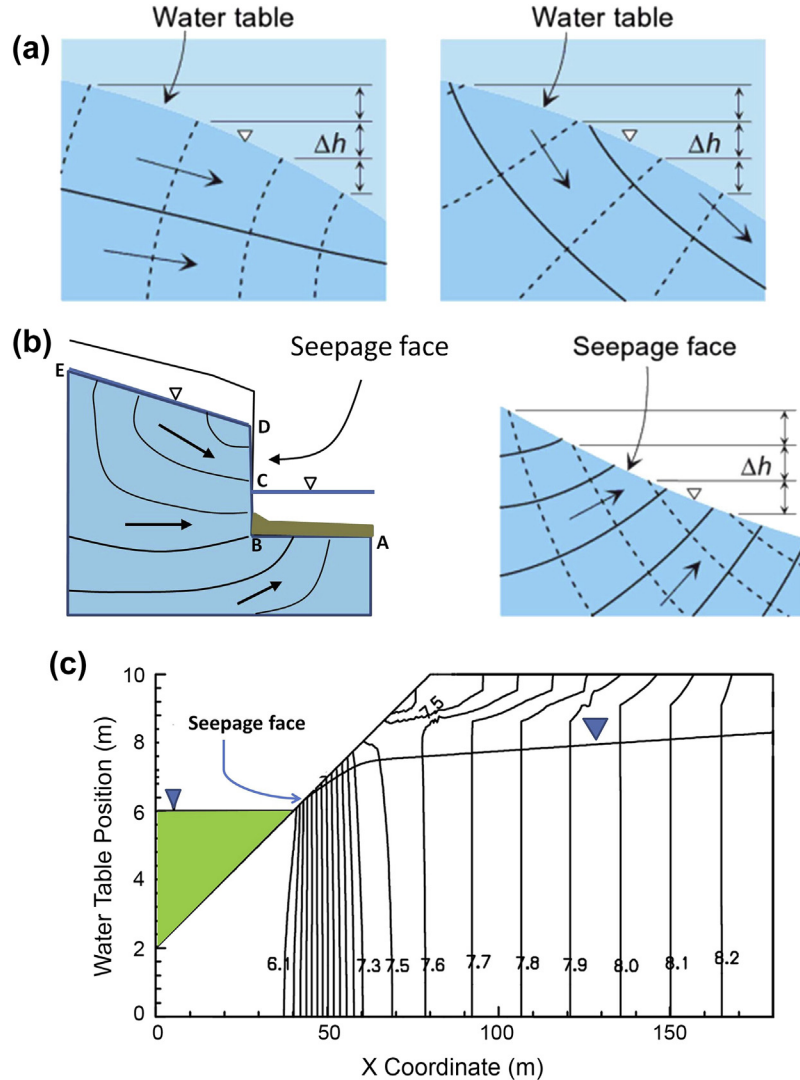 Water table
Water table
(a)
Δh
Δh
(b)
Seepage face
Seepage face
E
D
C
B
A
Δh
(c)
10
8
6
4
2
0
Water Table Position (m)
Seepage face
7.5
6.1
7.3
7.5
7.6
7.7
7.8
7.9
8.0
8.1
8.2
0
50
100
150
X Coordinate (m)